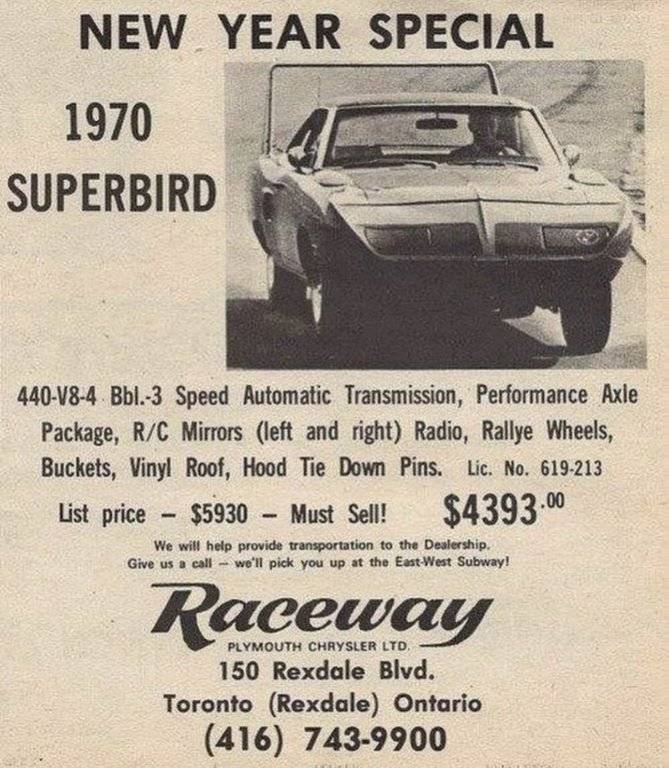 NEW YEAR SPECIAL
1970
SUPERBIRD
440-V8-4 Bbl.-3 Speed Automatic Transmission, Performance Axle
Package, R/C Mirrors (left and right) Radio, Rallye Wheels,
Buckets, Vinyl Roof, Hood Tie Down Pins. Lic. No. 619-213
List price – $5930 – Must Sell! $4393.00
We will help provide transportation to the Dealership.
Give us a call – we'll pick you up at the East-West Subway!
Raceway
PLYMOUTH CHRYSLER LTD.
150 Rexdale Blvd.
Toronto (Rexdale) Ontario
(416) 743-9900